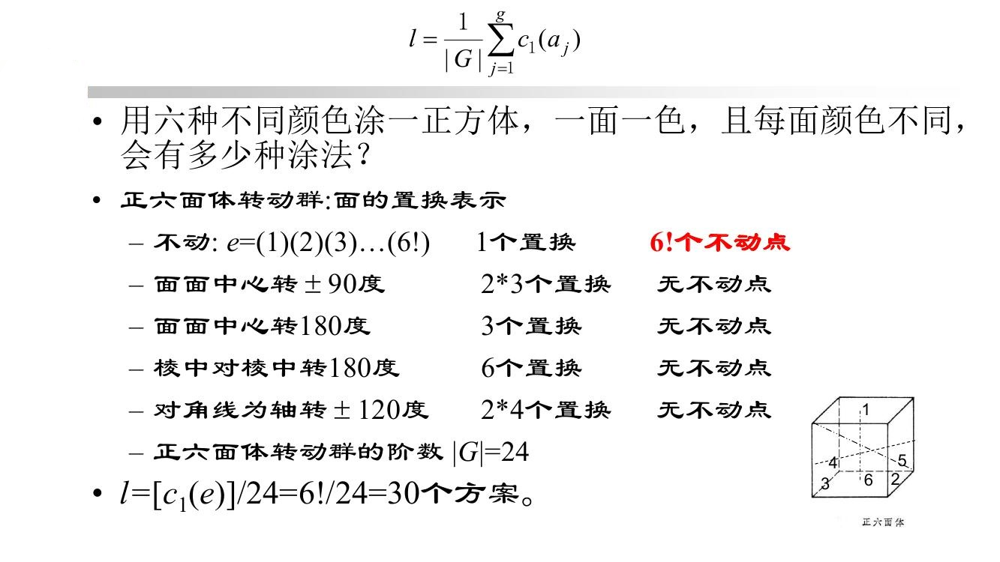 l = \frac{1}{|G|}\sum_{j=1}^{g} c_1(a_j)
• 用六种不同颜色涂一正方体，一面一色，且每面颜色不同，
会有多少种涂法?
• 正六面体转动群:面的置换表示
– 不动: e=(1)(2)(3)…(6!) 1个置换 6!个不动点
– 面面中心转±90度 2*3个置换 无不动点
– 面面中心转180度 3个置换 无不动点
– 棱中对棱中转180度 6个置换 无不动点
– 对角线为轴转±120度 2*4个置换 无不动点
– 正六面体转动群的阶数 |G|=24
• l=[c₁(e)]/24=6!/24=30个方案。
1
4 5
3 6 2
正六面体